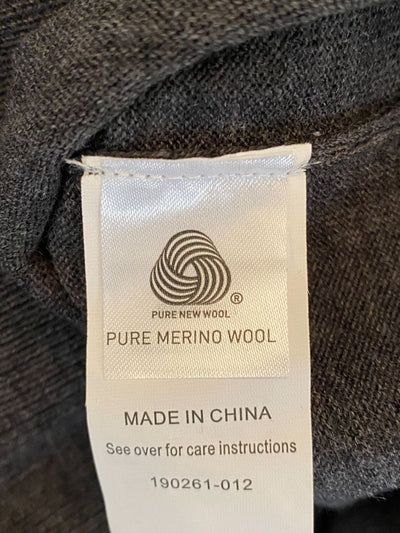 ®
PURE NEW WOOL
PURE MERINO WOOL
MADE IN CHINA
See over for care instructions
190261-012